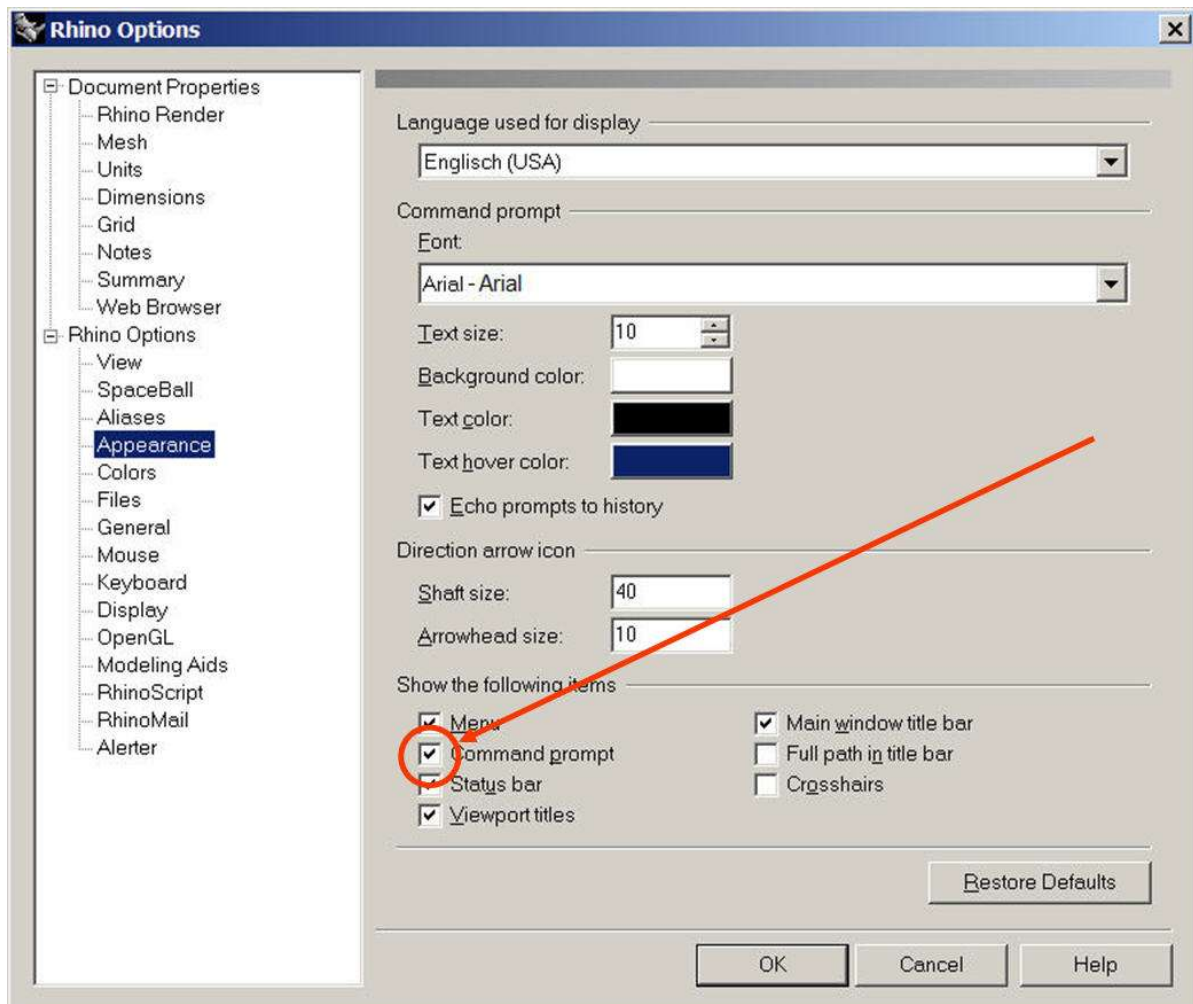 Rhino Options
Document Properties
Rhino Render
Mesh
Units
Dimensions
Grid
Notes
Summary
Web Browser
Rhino Options
View
SpaceBall
Aliases
Appearance
Colors
Files
General
Mouse
Keyboard
Display
OpenGL
Modeling Aids
RhinoScript
RhinoMail
Alerter
Language used for display
Englisch (USA)
Command prompt
Font:
Arial - Arial
Text size: 10
Background color:
Text color:
Text hover color:
Echo prompts to history
Direction arrow icon
Shaft size: 40
Arrowhead size: 10
Show the following items
Menu Main window title bar
Command prompt Full path in title bar
Status bar Crosshairs
Viewport titles
Restore Defaults
OK Cancel Help